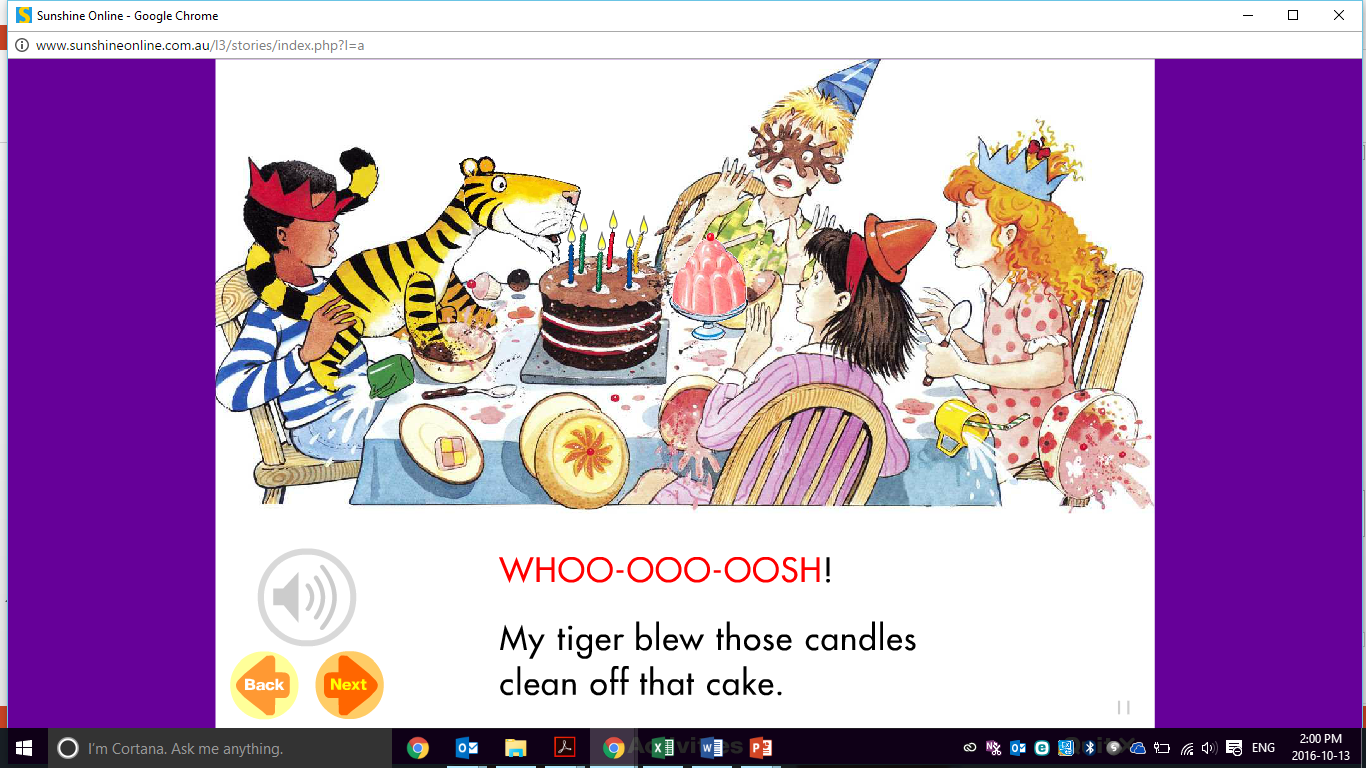 Sunshine Online - Google Chrome
www.sunshineonline.com.au/l3/stories/index.php?l=a
WHOO-OOO-OOSH!
My tiger blew those candles
clean off that cake.
Back Next
11
I'm Cortana. Ask me anything.
ENG
2:00 PM
2016-10-13